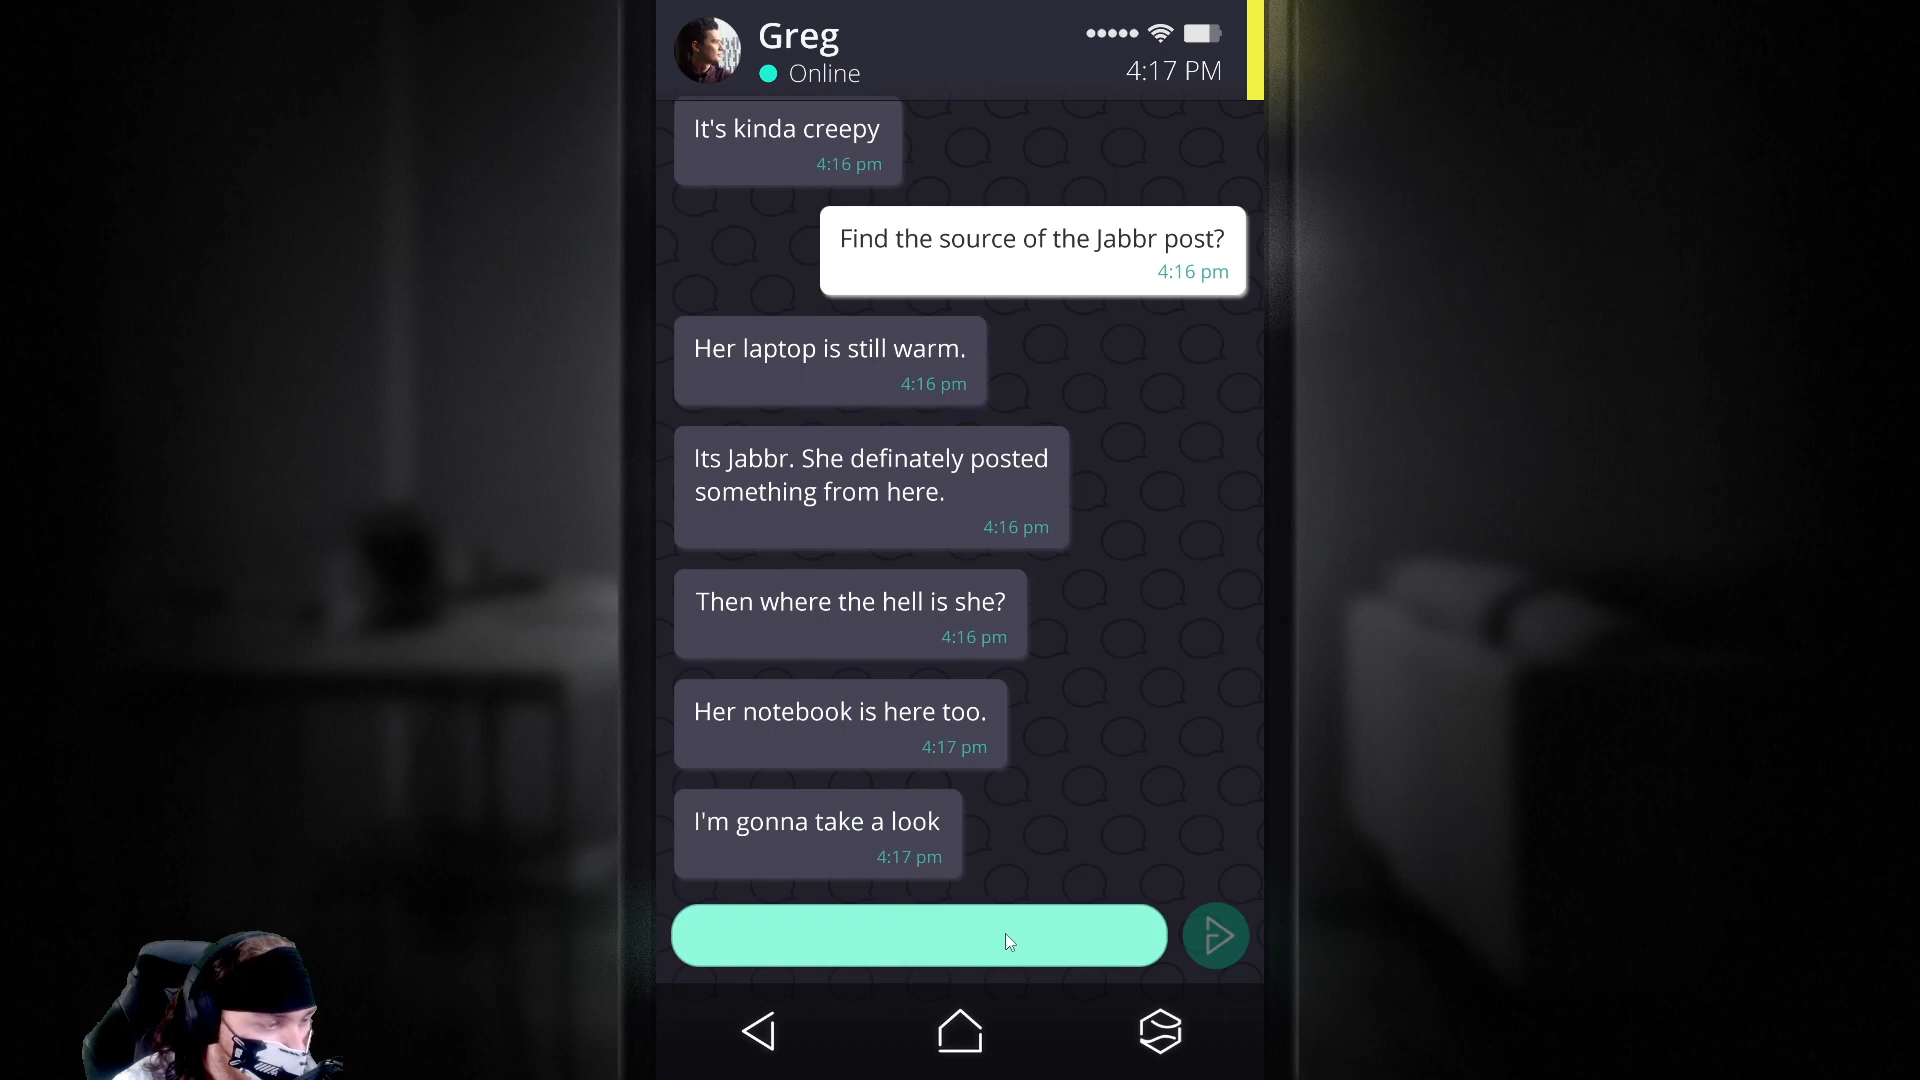 Greg
Online
4:17 PM
It's kinda creepy
4:16 pm
Find the source of the Jabbr post?
4:16 pm
Her laptop is still warm.
4:16 pm
Its Jabbr. She definately posted
something from here.
4:16 pm
Then where the hell is she?
4:16 pm
Her notebook is here too.
4:17 pm
I'm gonna take a look
4:17 pm